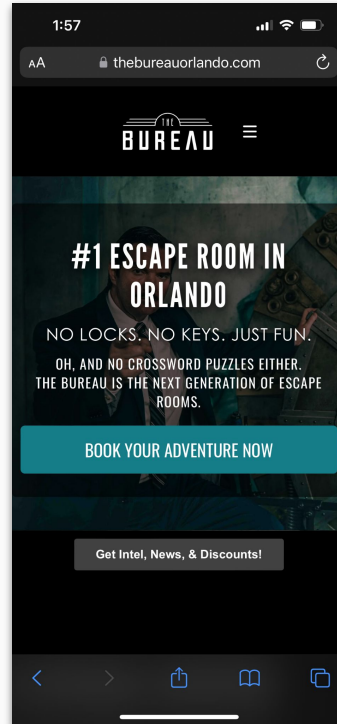 1:57
AA thebureauorlando.com
THE
BUREAU
#1 ESCAPE ROOM IN
ORLANDO
NO LOCKS. NO KEYS. JUST FUN.
OH, AND NO CROSSWORD PUZZLES EITHER.
THE BUREAU IS THE NEXT GENERATION OF ESCAPE
ROOMS.
BOOK YOUR ADVENTURE NOW
Get Intel, News, & Discounts!